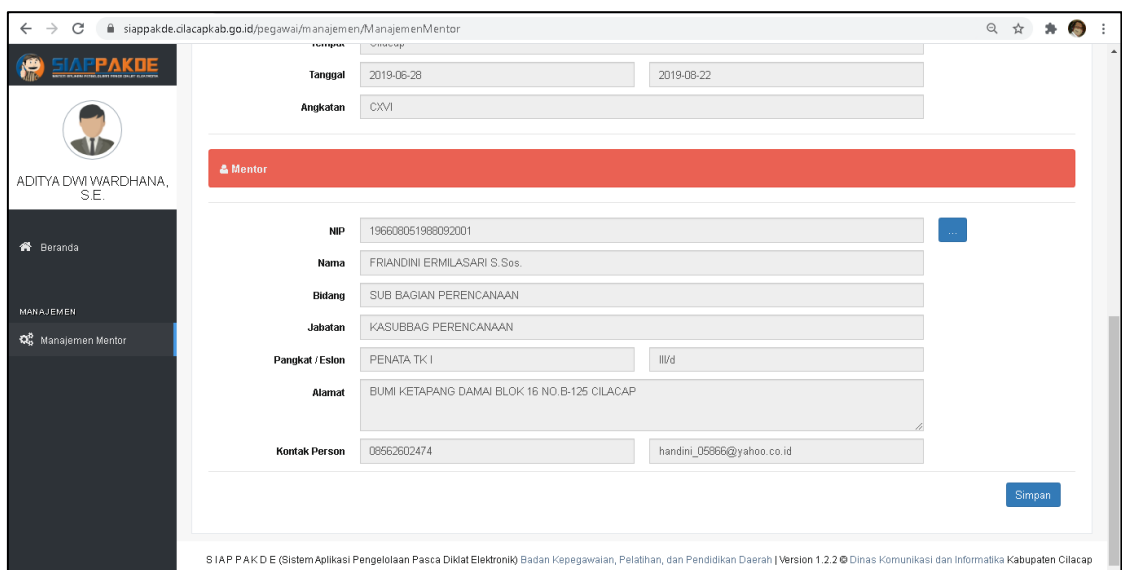 siappakde.cilacapkab.go.id/pegawai/manajemen/ManajemenMentor
SIAPPAKDE
Tempat Cilacap
Tanggal 2019-06-28 2019-08-22
Angkatan CXVI
ADITYA DWI WARDHANA,
S.E.
Mentor
Beranda
MANAJEMEN
Manajemen Mentor
NIP 196608051988092001 ...
Nama FRIANDINI ERMILASARI S.Sos.
Bidang SUB BAGIAN PERENCANAAN
Jabatan KASUBBAG PERENCANAAN
Pangkat / Eslon PENATA TK I III/d
Alamat BUMI KETAPANG DAMAI BLOK 16 NO.B-125 CILACAP
Kontak Person 08562602474 handini_05866@yahoo.co.id
Simpan
S I A P P A K D E (Sistem Aplikasi Pengelolaan Pasca Diklat Elektronik) Badan Kepegawaian, Pelatihan, dan Pendidikan Daerah | Version 1.2.2 © Dinas Komunikasi dan Informatika Kabupaten Cilacap